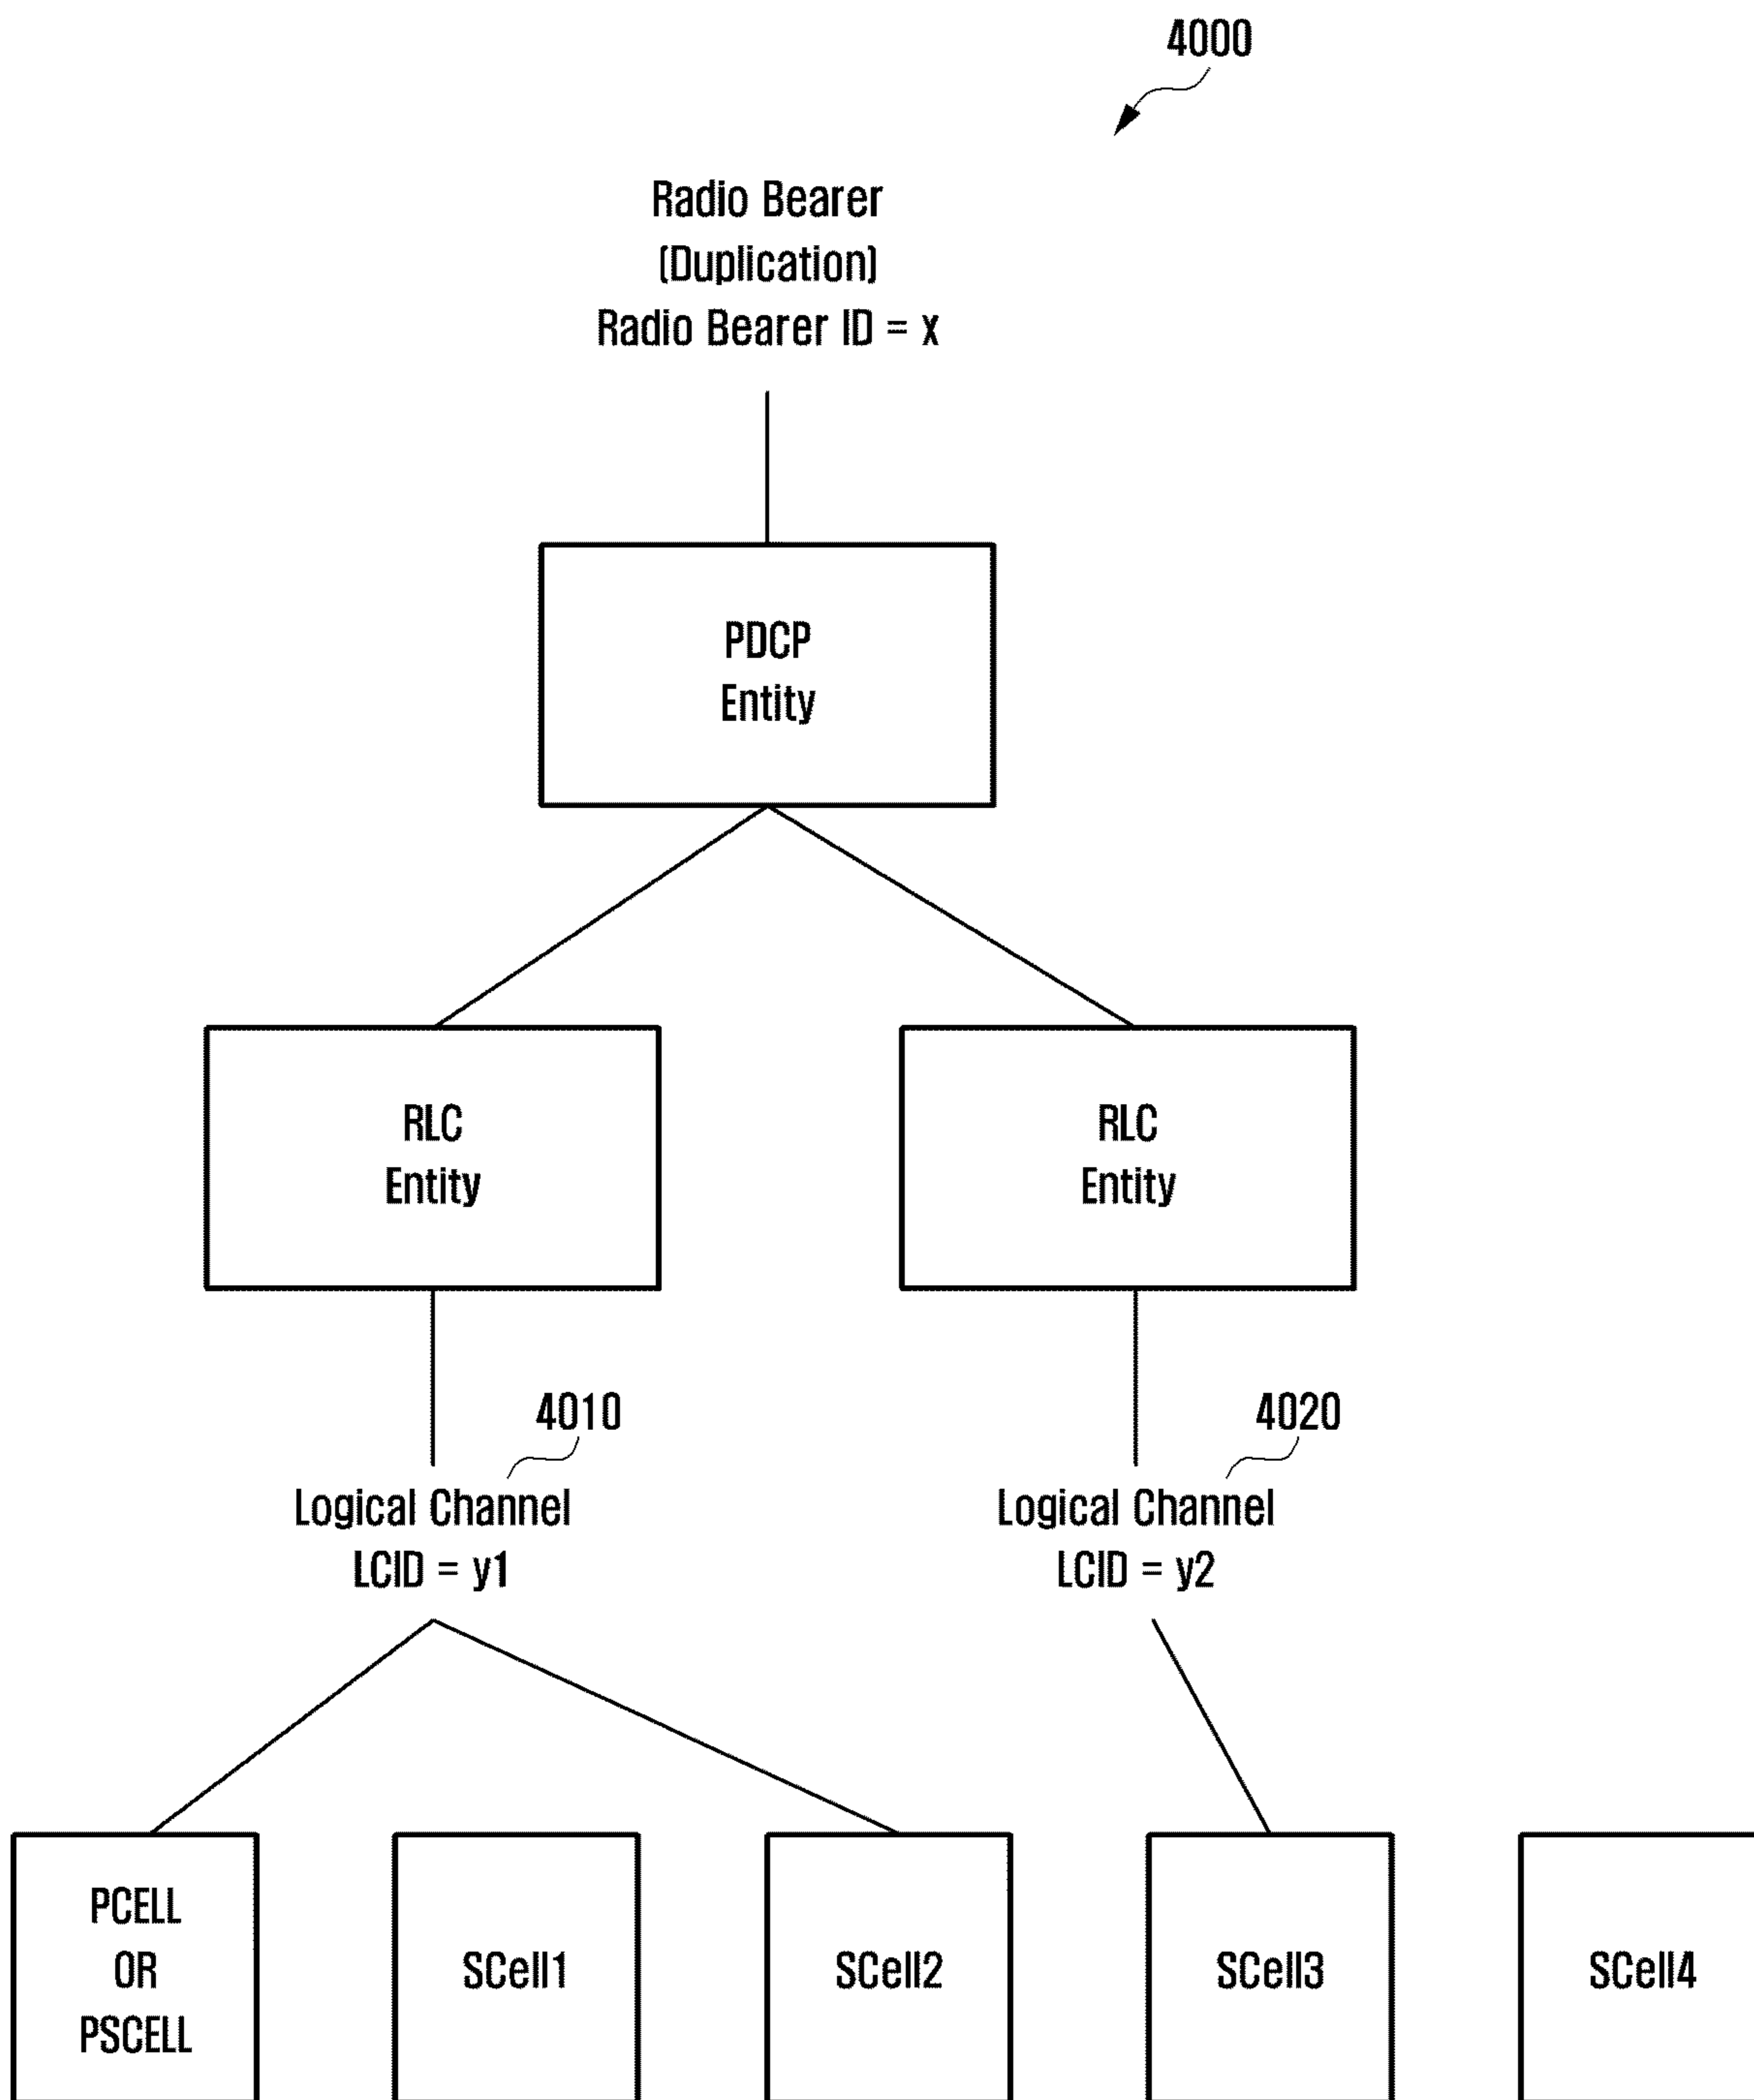 4000
Radio Bearer
(Duplication)
Radio Bearer ID = x
PDCP
Entity
RLC
Entity
RLC
Entity
4010
4020
Logical Channel
LCID = y1
Logical Channel
LCID = y2
PCELL
OR
PSCELL
SCell1
SCell2
SCell3
SCell4